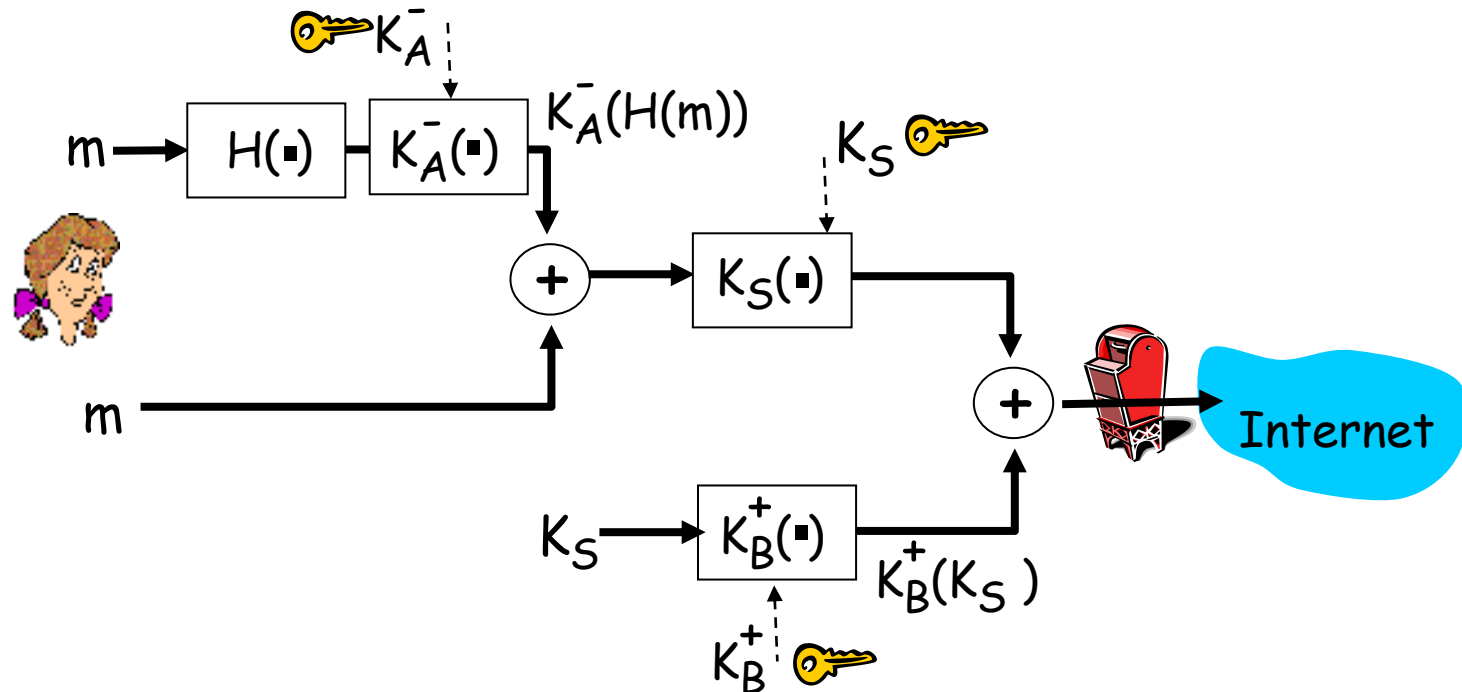 K_A^-
m
H(▪)
K_A^-(▪)
K_A^-(H(m))
K_S
+
K_S(▪)
m
+
Internet
K_S
K_B^+(▪)
K_B^+(K_S )
K_B^+